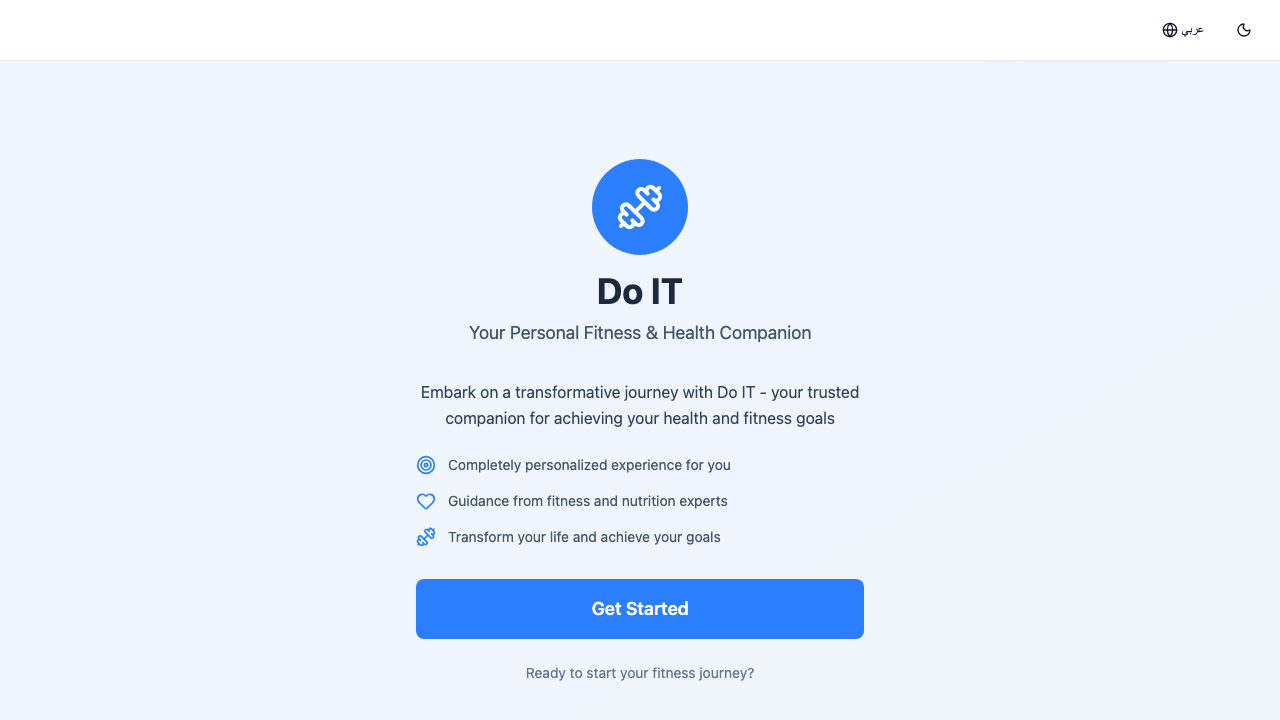 عربي
Do IT
Your Personal Fitness & Health Companion
Embark on a transformative journey with Do IT - your trusted
companion for achieving your health and fitness goals
Completely personalized experience for you
Guidance from fitness and nutrition experts
Transform your life and achieve your goals
Get Started
Ready to start your fitness journey?